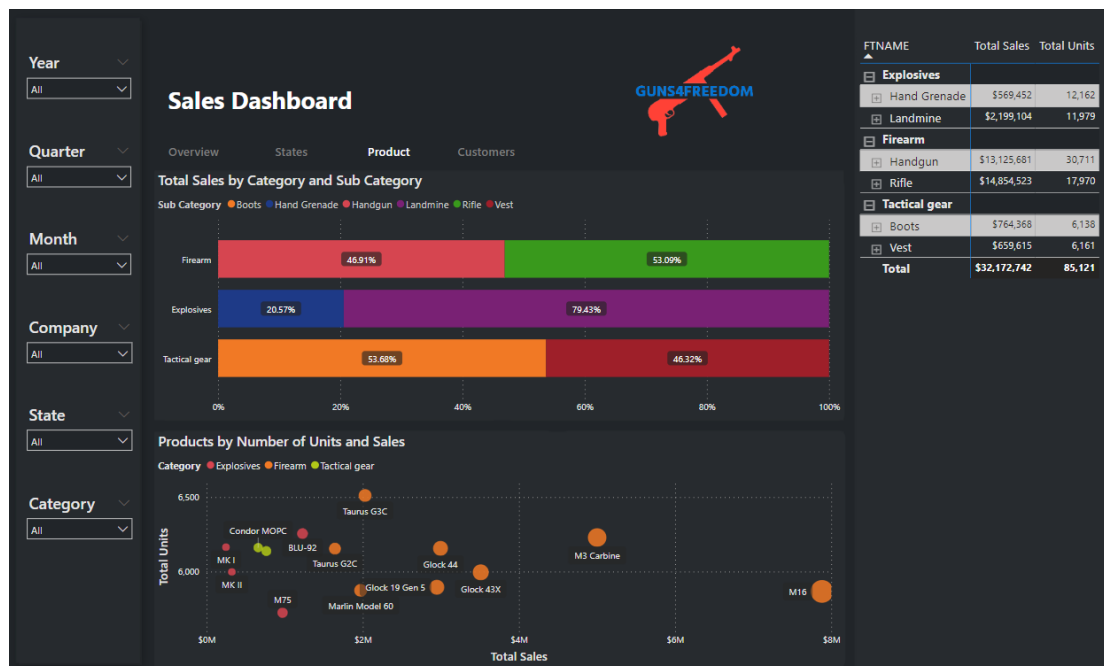 Year
All
Quarter
All
Month
All
Company
All
State
All
Category
All
Sales Dashboard
GUNS4FREEDOM
Overview States Product Customers
Total Sales by Category and Sub Category
Sub Category Boots Hand Grenade Handgun Landmine Rifle Vest
Firearm 46.91% 53.09%
Explosives 20.57% 79.43%
Tactical gear 53.68% 46.32%
0% 20% 40% 60% 80% 100%
Products by Number of Units and Sales
Category Explosives Firearm Tactical gear
Total Units
6,500
6,000
Taurus G3C
Condor MOPC
MK I
BLU-92
Taurus G2C
Glock 44
M3 Carbine
MK II
M75
Marlin Model 60
Glock 19 Gen 5
Glock 43X
M16
$0M $2M $4M $6M $8M
Total Sales
FTNAME Total Sales Total Units
Explosives
Hand Grenade $569,452 12,162
Landmine $2,199,104 11,979
Firearm
Handgun $13,125,681 30,711
Rifle $14,854,523 17,970
Tactical gear
Boots $764,368 6,138
Vest $659,615 6,161
Total $32,172,742 85,121